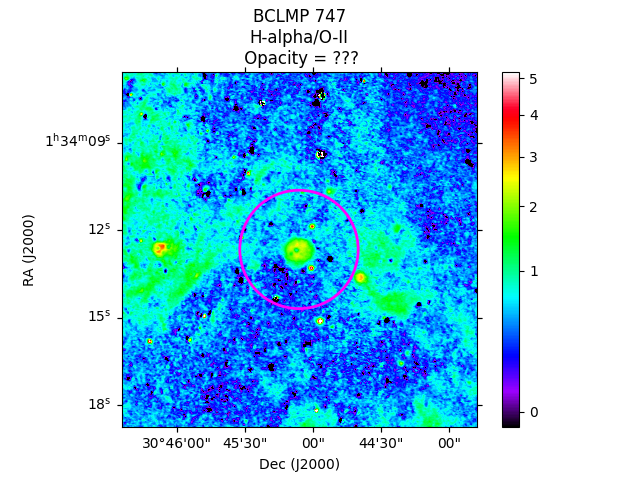 BCLMP 747
H-alpha/O-II
Opacity = ???
RA (J2000)
1ʰ34ᵐ09ˢ
12ˢ
15ˢ
18ˢ
30°46'00" 45'30" 00" 44'30" 00"
Dec (J2000)
5
4
3
2
1
0